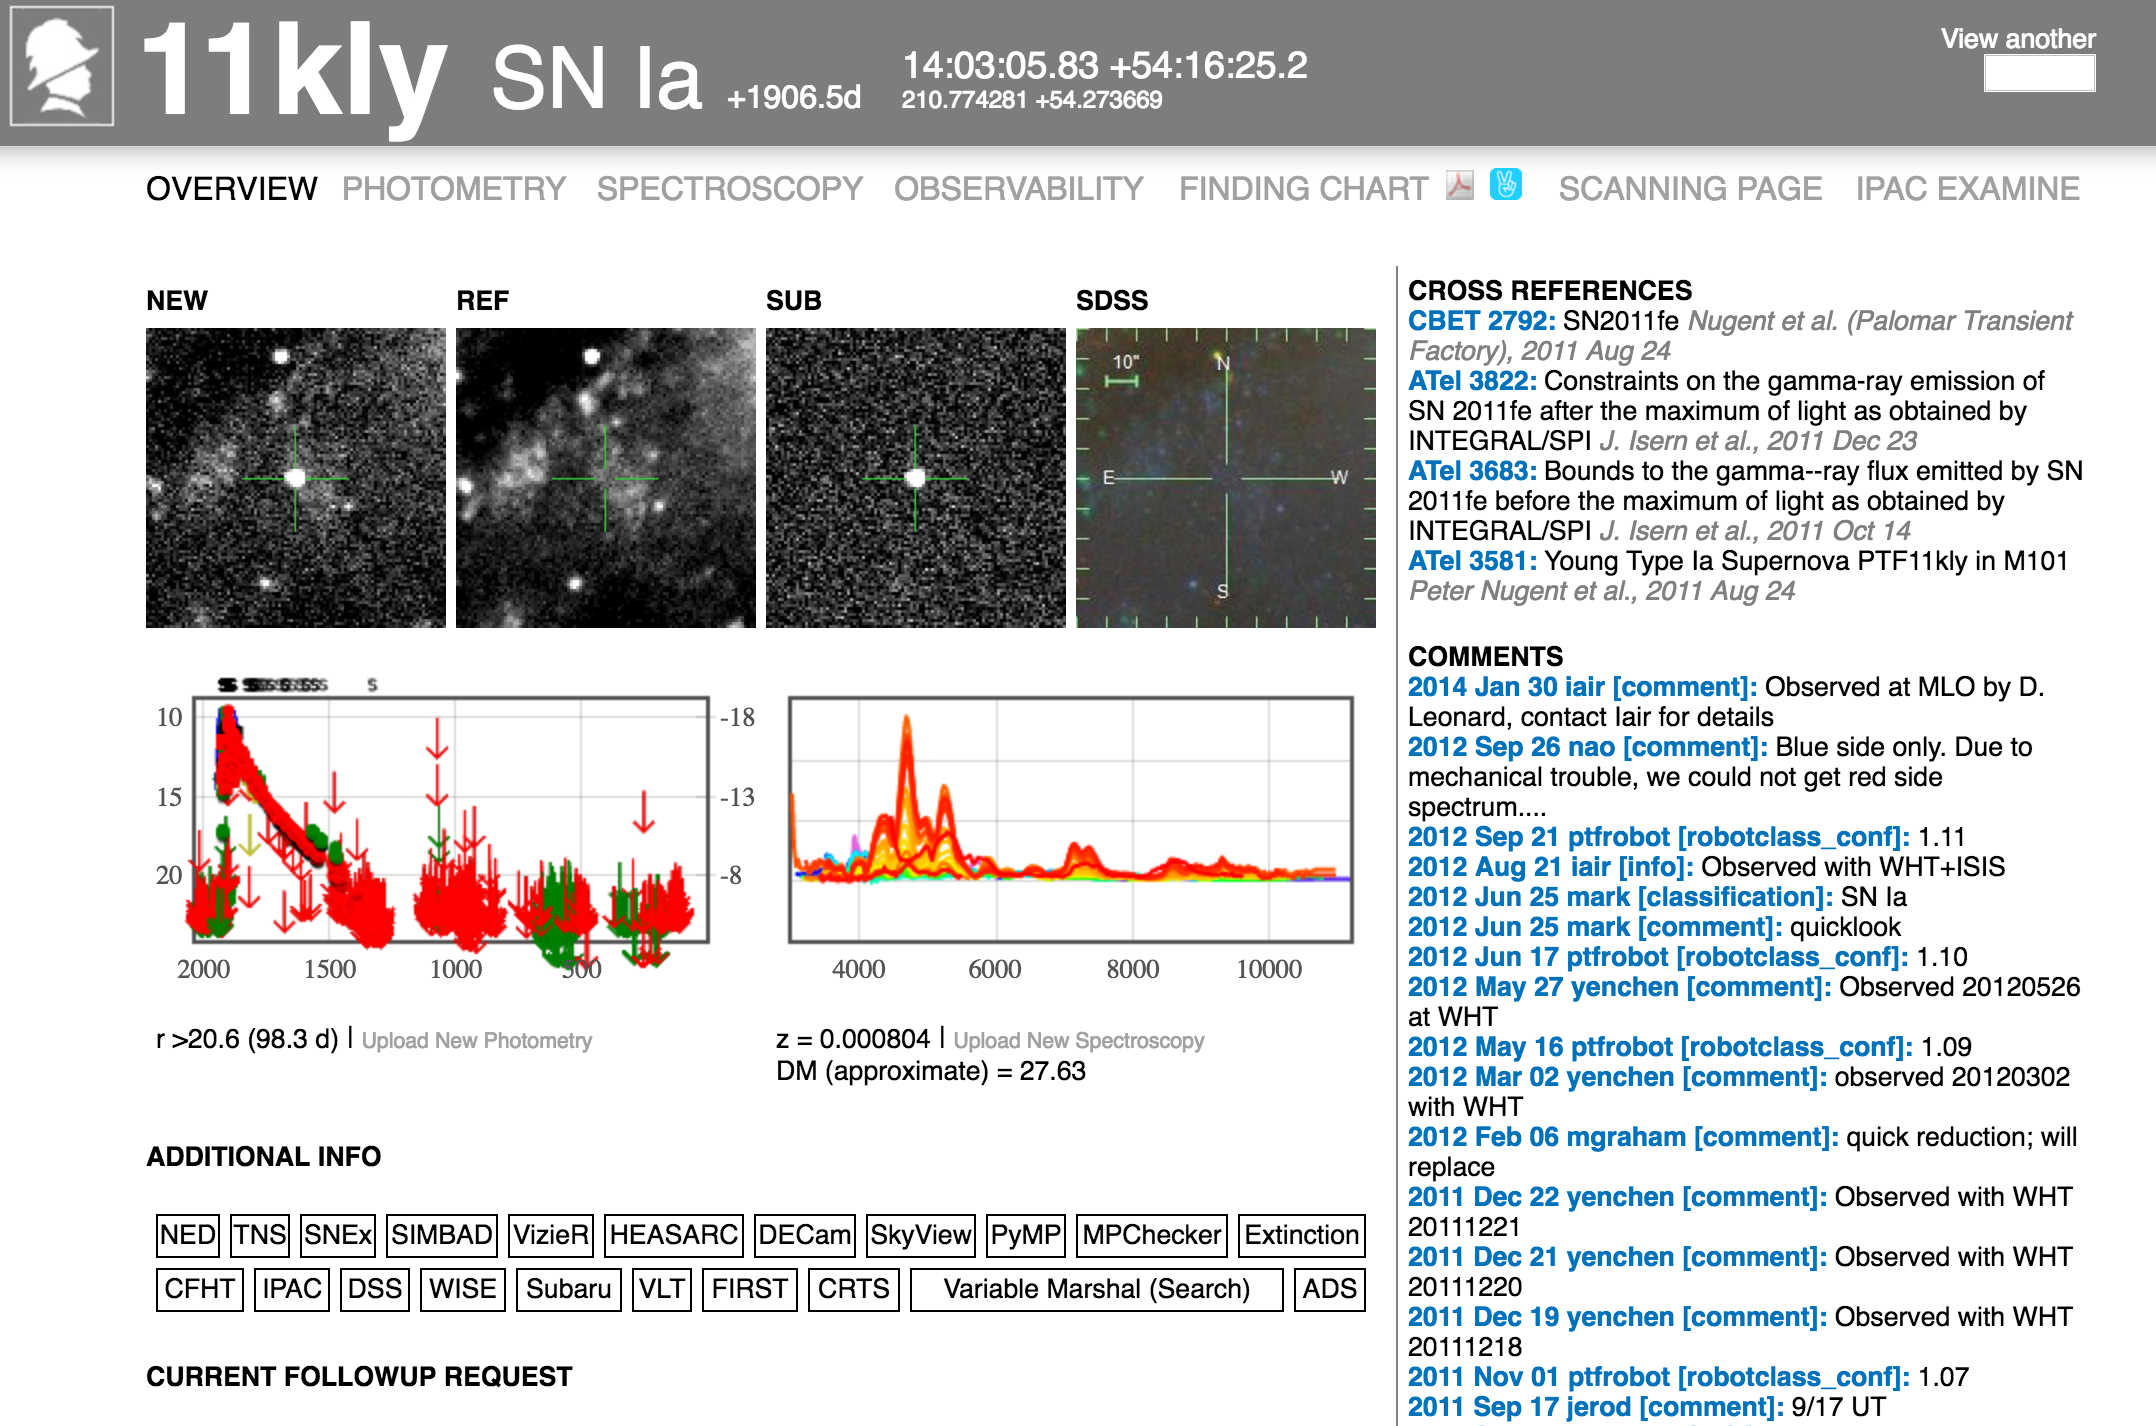 11kly SN Ia +1906.5d
14:03:05.83 +54:16:25.2
210.774281 +54.273669
View another
OVERVIEW PHOTOMETRY SPECTROSCOPY OBSERVABILITY FINDING CHART SCANNING PAGE IPAC EXAMINE
NEW REF SUB SDSS
10"
N
E W
S
S S
10 -18
15 -13
20 -8
2000 1500 1000 500
4000 6000 8000 10000
r >20.6 (98.3 d) | Upload New Photometry
z = 0.000804 | Upload New Spectroscopy
DM (approximate) = 27.63
ADDITIONAL INFO
NED TNS SNEx SIMBAD VizieR HEASARC DECam SkyView PyMP MPChecker Extinction
CFHT IPAC DSS WISE Subaru VLT FIRST CRTS Variable Marshal (Search) ADS
CURRENT FOLLOWUP REQUEST
CROSS REFERENCES
CBET 2792: SN2011fe Nugent et al. (Palomar Transient
Factory), 2011 Aug 24
ATel 3822: Constraints on the gamma-ray emission of
SN 2011fe after the maximum of light as obtained by
INTEGRAL/SPI J. Isern et al., 2011 Dec 23
ATel 3683: Bounds to the gamma--ray flux emitted by SN
2011fe before the maximum of light as obtained by
INTEGRAL/SPI J. Isern et al., 2011 Oct 14
ATel 3581: Young Type Ia Supernova PTF11kly in M101
Peter Nugent et al., 2011 Aug 24
COMMENTS
2014 Jan 30 iair [comment]: Observed at MLO by D.
Leonard, contact Iair for details
2012 Sep 26 nao [comment]: Blue side only. Due to
mechanical trouble, we could not get red side
spectrum....
2012 Sep 21 ptfrobot [robotclass_conf]: 1.11
2012 Aug 21 iair [info]: Observed with WHT+ISIS
2012 Jun 25 mark [classification]: SN Ia
2012 Jun 25 mark [comment]: quicklook
2012 Jun 17 ptfrobot [robotclass_conf]: 1.10
2012 May 27 yenchen [comment]: Observed 20120526
at WHT
2012 May 16 ptfrobot [robotclass_conf]: 1.09
2012 Mar 02 yenchen [comment]: observed 20120302
with WHT
2012 Feb 06 mgraham [comment]: quick reduction; will
replace
2011 Dec 22 yenchen [comment]: Observed with WHT
20111221
2011 Dec 21 yenchen [comment]: Observed with WHT
20111220
2011 Dec 19 yenchen [comment]: Observed with WHT
20111218
2011 Nov 01 ptfrobot [robotclass_conf]: 1.07
2011 Sep 17 jerod [comment]: 9/17 UT